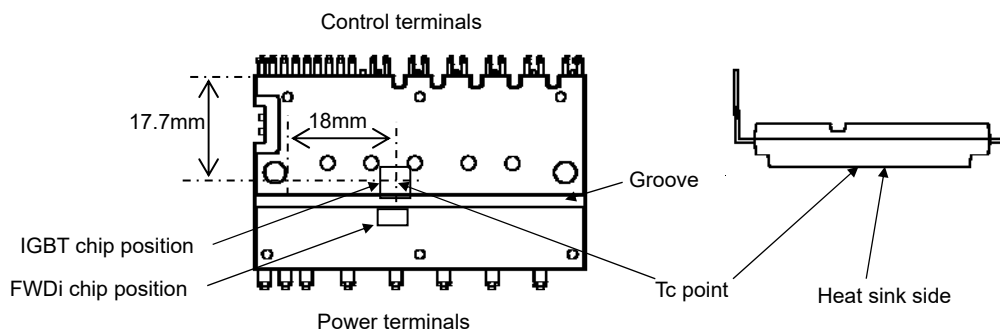 Control terminals
17.7mm
18mm
Groove
IGBT chip position
FWDi chip position
Tc point
Heat sink side
Power terminals